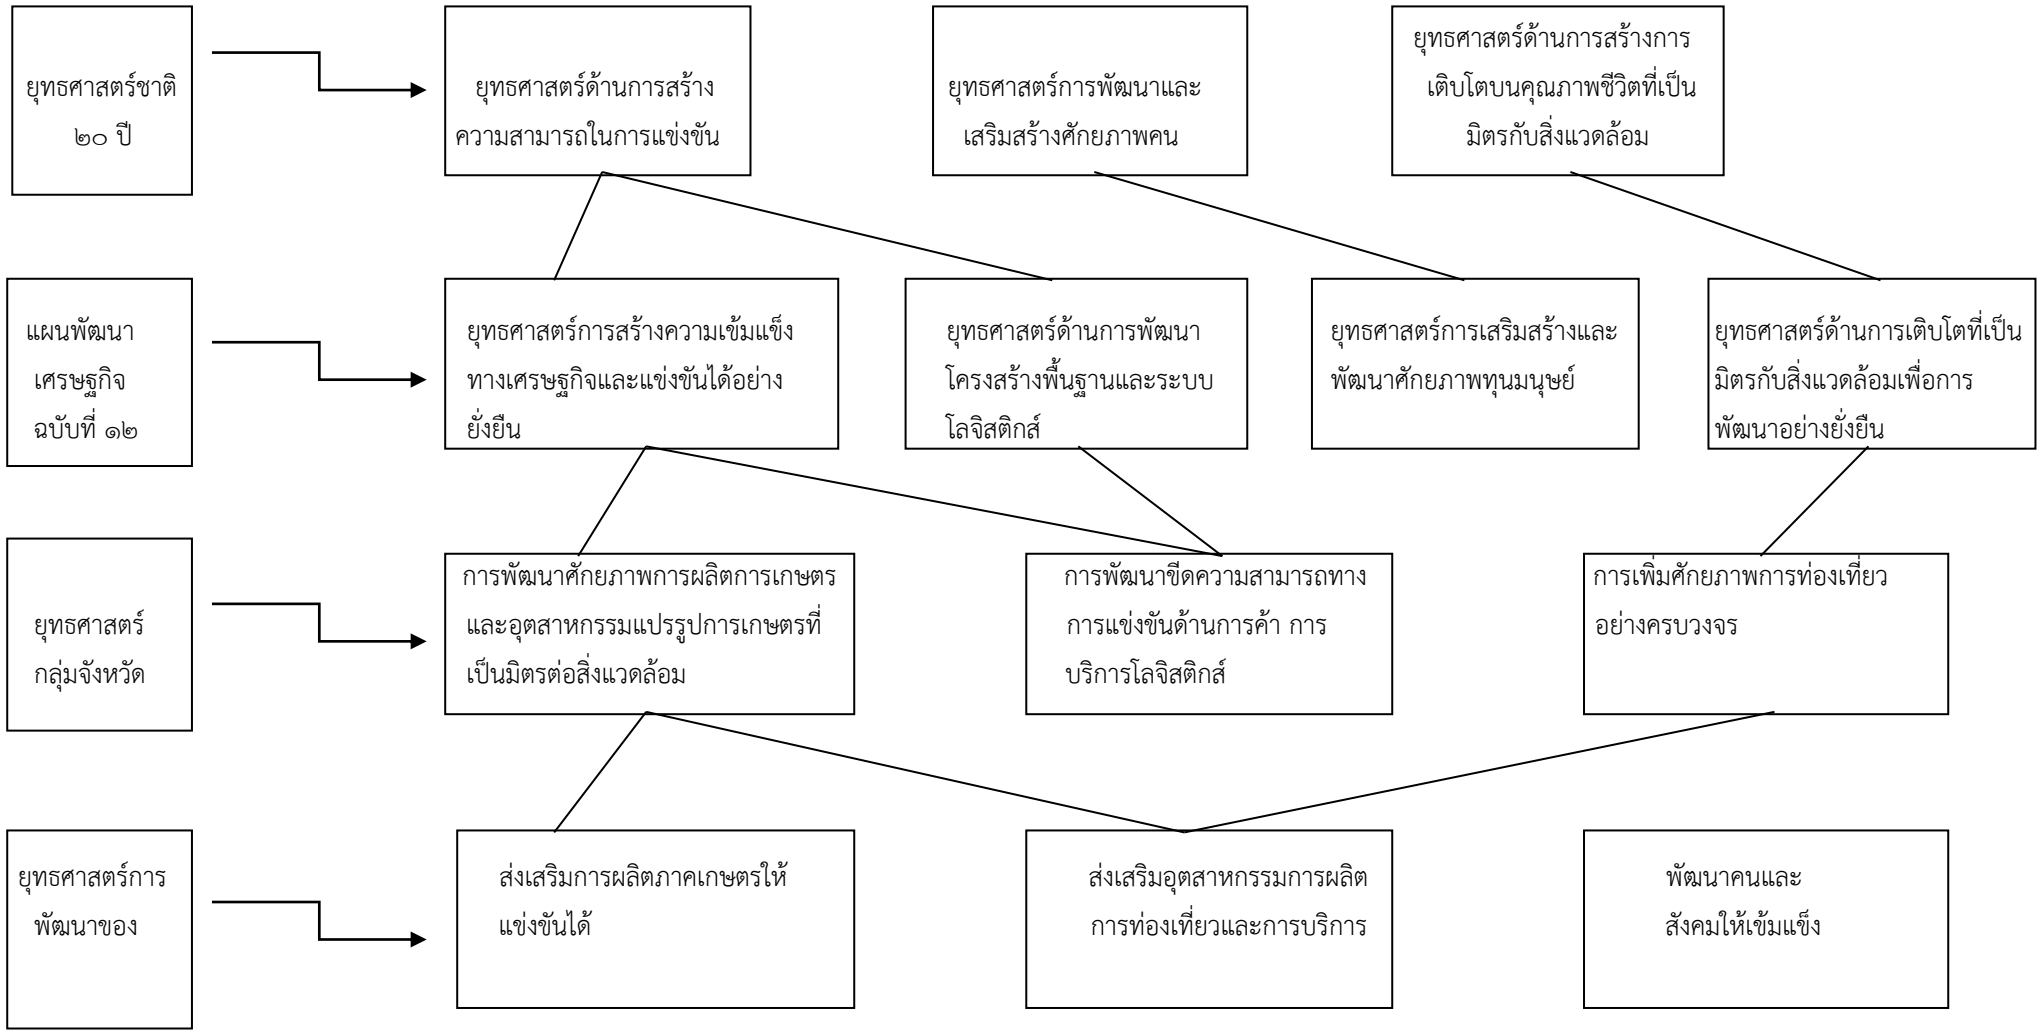 ยุทธศาสตร์ชาติ
๒๐ ปี
ยุทธศาสตร์ด้านการสร้าง
ความสามารถในการแข่งขัน
ยุทธศาสตร์การพัฒนาและ
เสริมสร้างศักยภาพคน
ยุทธศาสตร์ด้านการสร้างการ
เติบโตบนคุณภาพชีวิตที่เป็น
มิตรกับสิ่งแวดล้อม
แผนพัฒนา
เศรษฐกิจ
ฉบับที่ ๑๒
ยุทธศาสตร์การสร้างความเข้มแข็ง
ทางเศรษฐกิจและแข่งขันได้อย่าง
ยั่งยืน
ยุทธศาสตร์ด้านการพัฒนา
โครงสร้างพื้นฐานและระบบ
โลจิสติกส์
ยุทธศาสตร์การเสริมสร้างและ
พัฒนาศักยภาพทุนมนุษย์
ยุทธศาสตร์ด้านการเติบโตที่เป็น
มิตรกับสิ่งแวดล้อมเพื่อการ
พัฒนาอย่างยั่งยืน
ยุทธศาสตร์
กลุ่มจังหวัด
การพัฒนาศักยภาพการผลิตการเกษตร
และอุตสาหกรรมแปรรูปการเกษตรที่
เป็นมิตรต่อสิ่งแวดล้อม
การพัฒนาขีดความสามารถทาง
การแข่งขันด้านการค้า การ
บริการโลจิสติกส์
การเพิ่มศักยภาพการท่องเที่ยว
อย่างครบวงจร
ยุทธศาสตร์การ
พัฒนาของ
ส่งเสริมการผลิตภาคเกษตรให้
แข่งขันได้
ส่งเสริมอุตสาหกรรมการผลิต
การท่องเที่ยวและการบริการ
พัฒนาคนและ
สังคมให้เข้มแข็ง